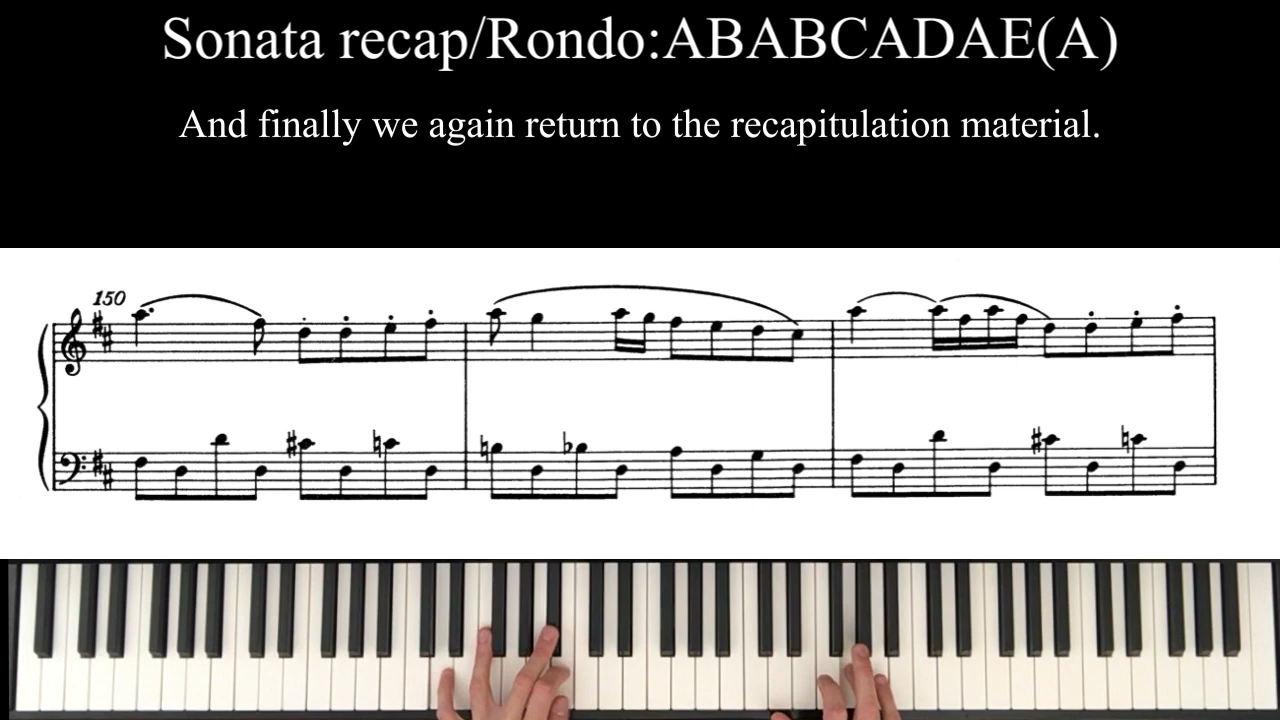 Sonata recap/Rondo:ABABCADAE(A)
And finally we again return to the recapitulation material.
150